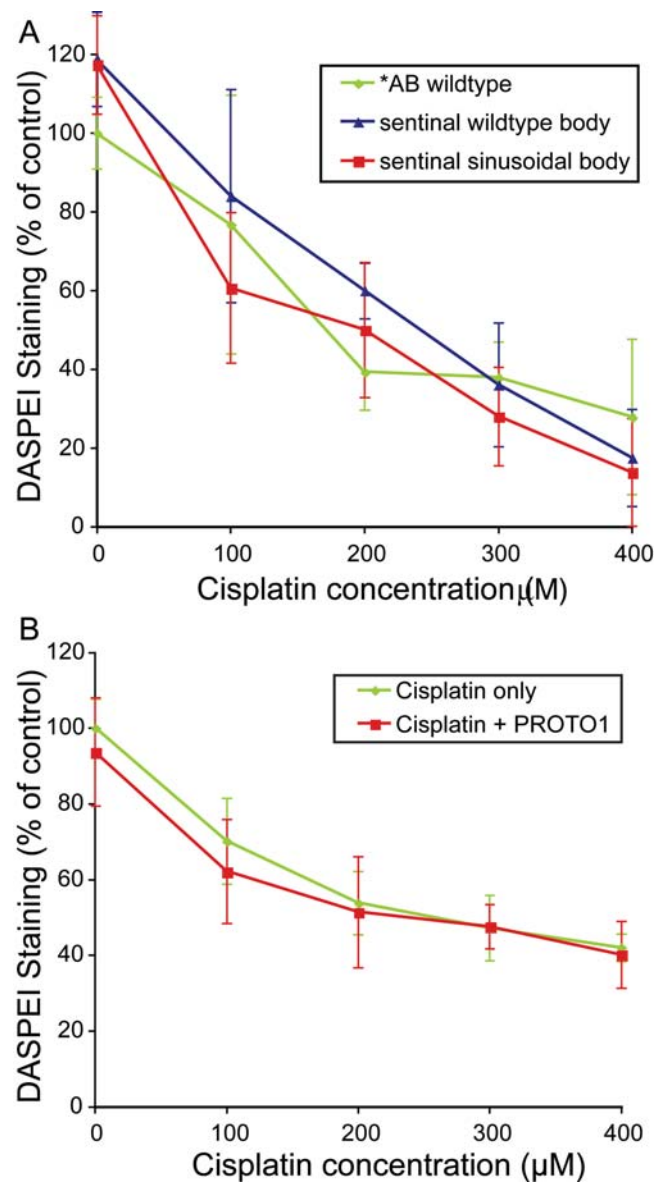 A
120
100
80
60
40
20
0
DASPEI Staining (% of control)
*AB wildtype
sentinal wildtype body
sentinal sinusoidal body
0 100 200 300 400
Cisplatin concentration µ(M)
B
120
100
80
60
40
20
0
DASPEI Staining (% of control)
Cisplatin only
Cisplatin + PROTO1
0 100 200 300 400
Cisplatin concentration (µM)